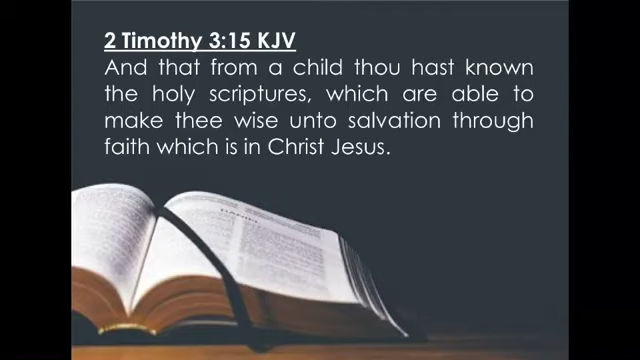 2 Timothy 3:15 KJV
And that from a child thou hast known
the holy scriptures, which are able to
make thee wise unto salvation through
faith which is in Christ Jesus.
DANIEL